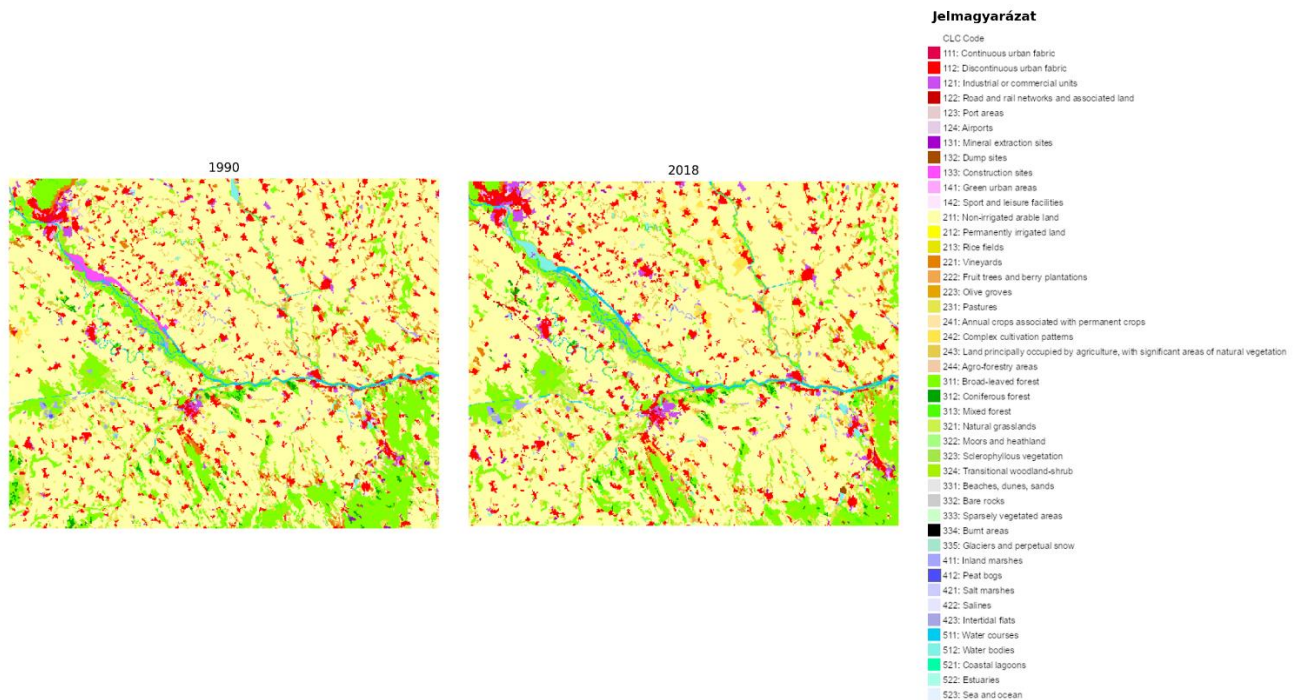 Jelmagyarázat
CLC Code
111: Continuous urban fabric
112: Discontinuous urban fabric
121: Industrial or commercial units
122: Road and rail networks and associated land
123: Port areas
124: Airports
131: Mineral extraction sites
132: Dump sites
133: Construction sites
141: Green urban areas
142: Sport and leisure facilities
211: Non-irrigated arable land
212: Permanently irrigated land
213: Rice fields
221: Vineyards
222: Fruit trees and berry plantations
223: Olive groves
231: Pastures
241: Annual crops associated with permanent crops
242: Complex cultivation patterns
243: Land principally occupied by agriculture, with significant areas of natural vegetation
244: Agro-forestry areas
311: Broad-leaved forest
312: Coniferous forest
313: Mixed forest
321: Natural grasslands
322: Moors and heathland
323: Sclerophyllous vegetation
324: Transitional woodland-shrub
331: Beaches, dunes, sands
332: Bare rocks
333: Sparsely vegetated areas
334: Burnt areas
335: Glaciers and perpetual snow
411: Inland marshes
412: Peat bogs
421: Salt marshes
422: Salines
423: Intertidal flats
511: Water courses
512: Water bodies
521: Coastal lagoons
522: Estuaries
523: Sea and ocean
1990
2018